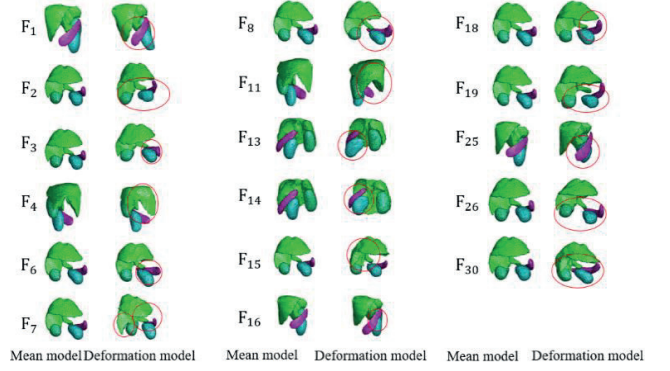 F₁
F₂
F₃
F₄
F₆
F₇
Mean model Deformation model
F₈
F₁₁
F₁₃
F₁₄
F₁₅
F₁₆
Mean model Deformation model
F₁₈
F₁₉
F₂₅
F₂₆
F₃₀
Mean model Deformation model